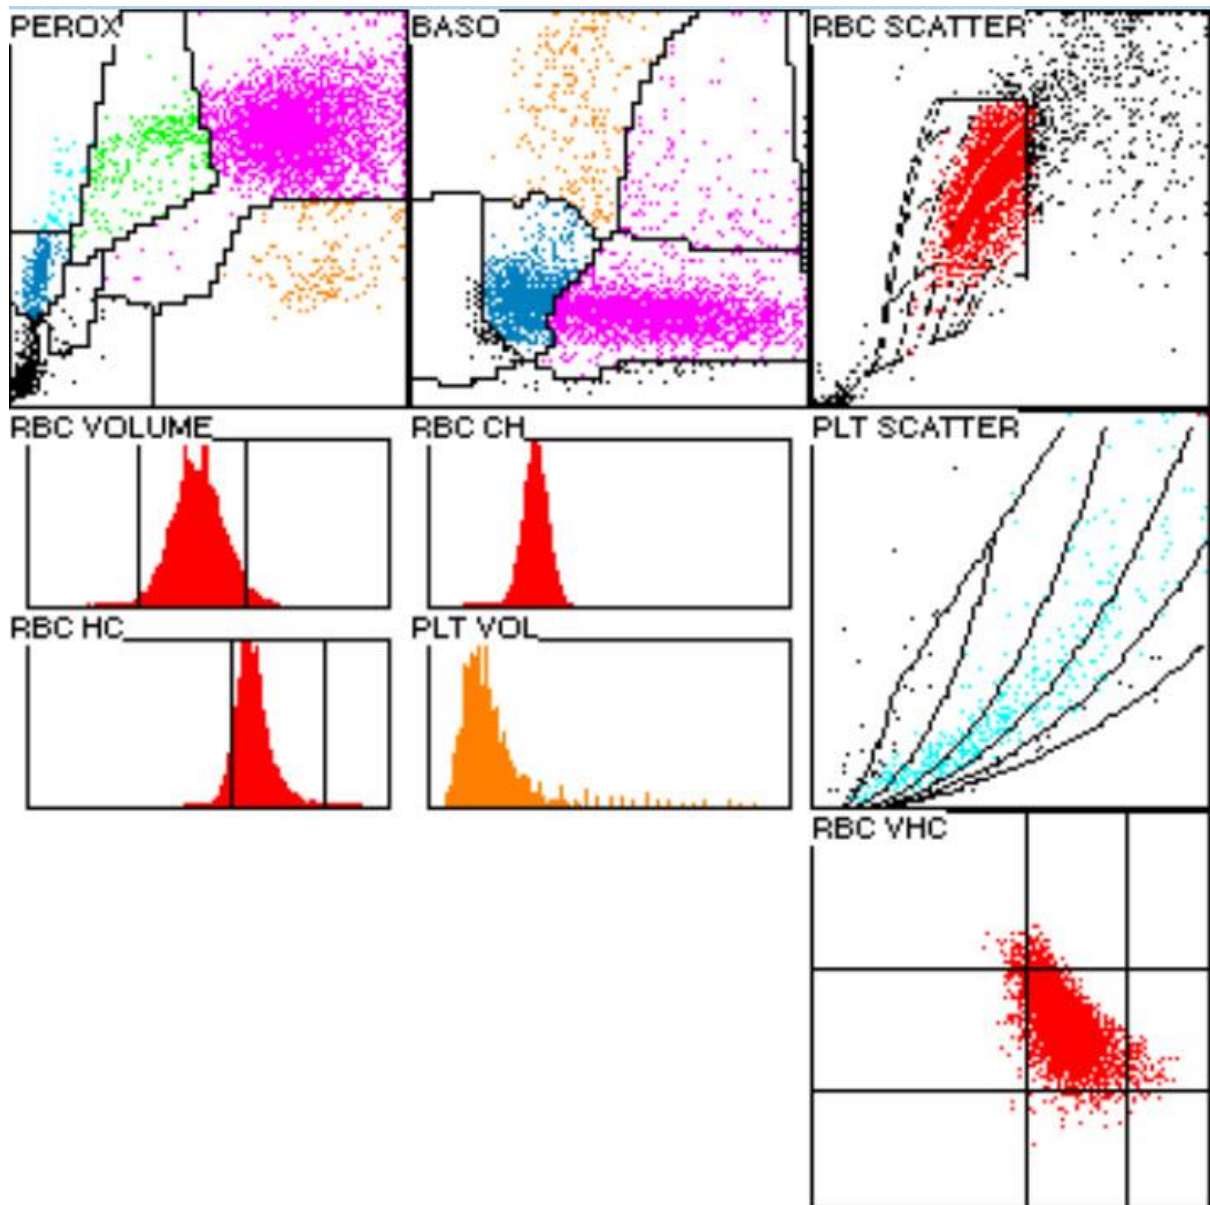 PEROX
BASO
RBC SCATTER
RBC VOLUME
RBC CH
PLT SCATTER
RBC HC
PLT VOL
RBC VHC